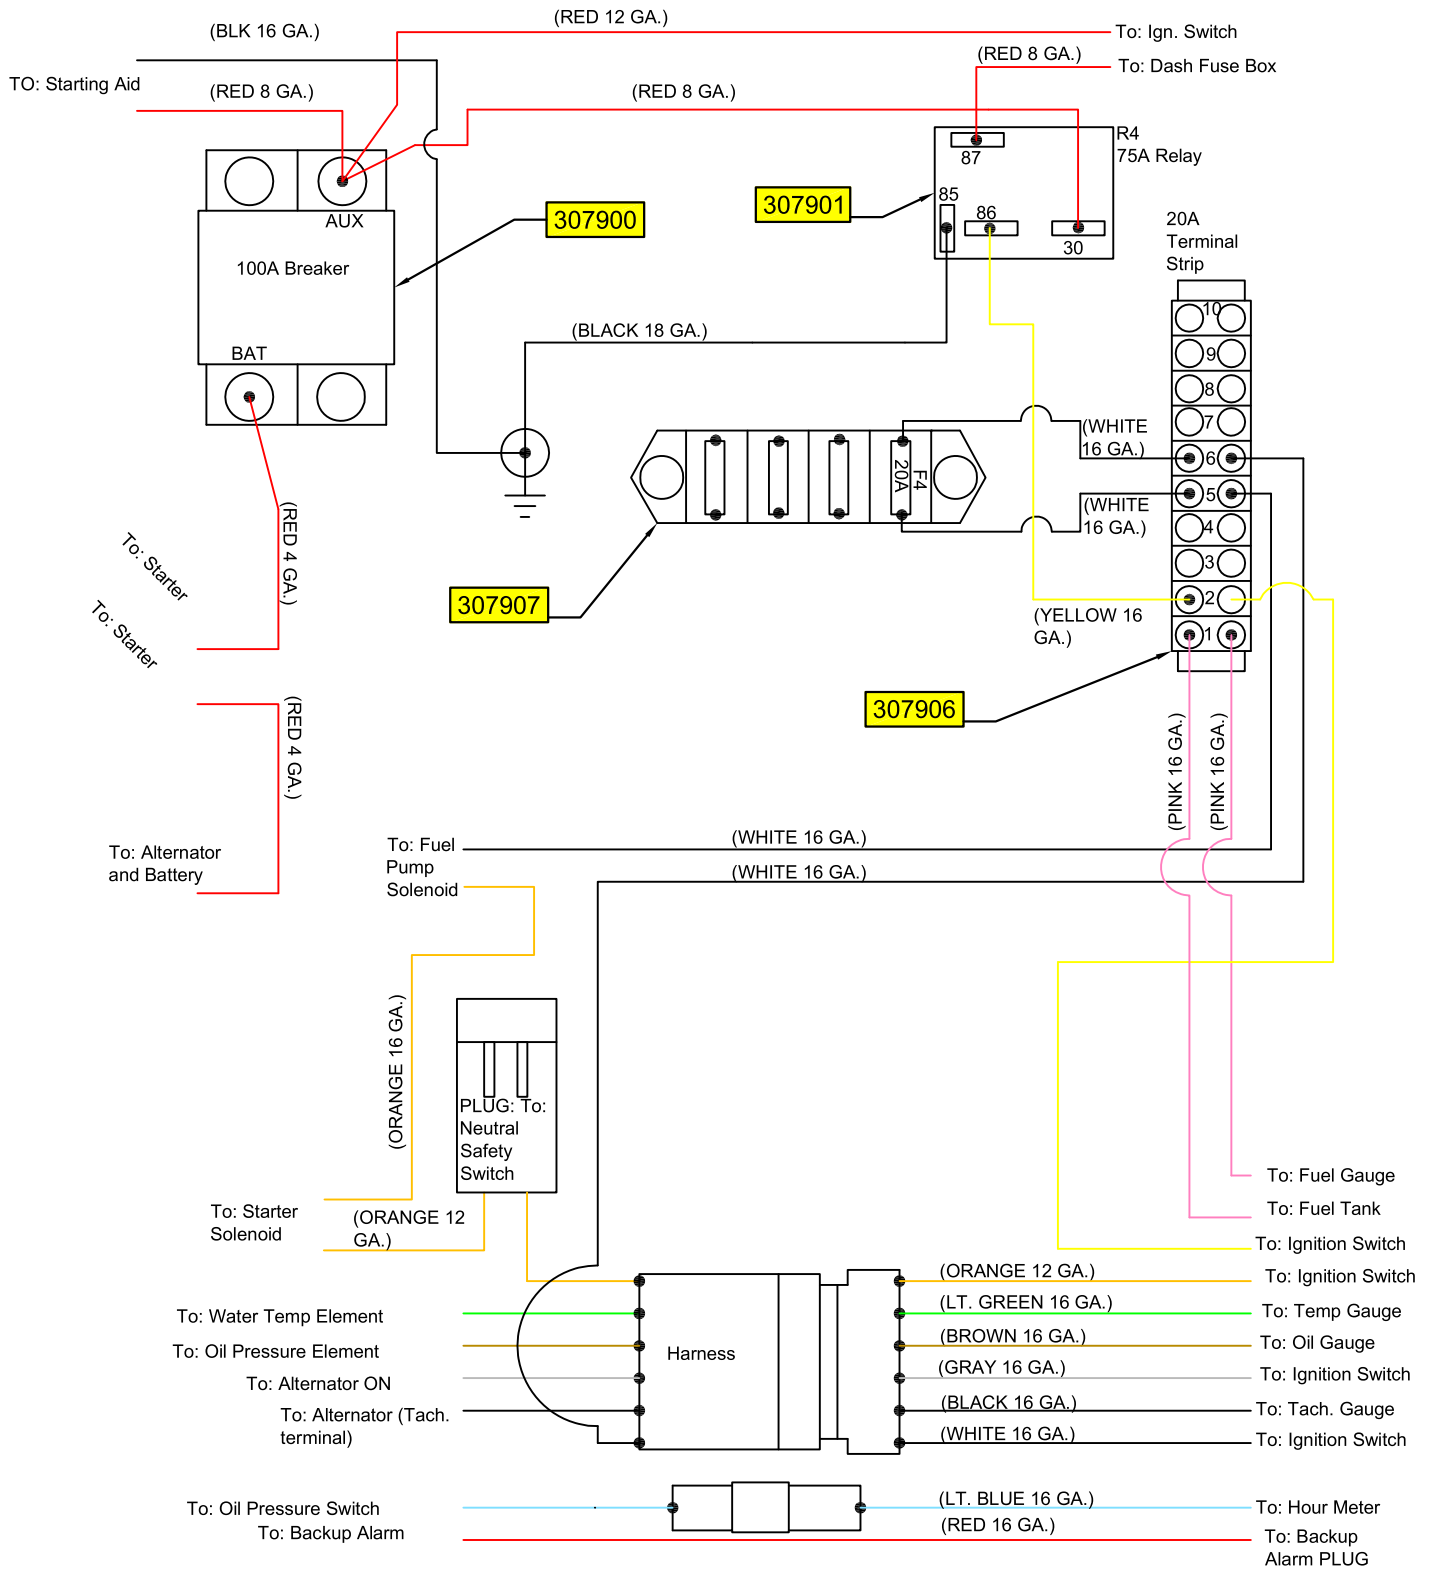 (BLK 16 GA.)
(RED 12 GA.)
To: Ign. Switch
(RED 8 GA.)
To: Dash Fuse Box
TO: Starting Aid
(RED 8 GA.)
(RED 8 GA.)
R4
75A Relay
87
85
86
30
307901
307900
AUX
100A Breaker
BAT
20A
Terminal
Strip
10
9
8
7
6
5
4
3
2
1
(BLACK 18 GA.)
(WHITE
16 GA.)
F4
20A
(WHITE
16 GA.)
(RED 4 GA.)
To: Starter
To: Starter
307907
(YELLOW 16
GA.)
307906
(RED 4 GA.)
(PINK 16 GA.)
(PINK 16 GA.)
To: Alternator
and Battery
To: Fuel
Pump
Solenoid
(WHITE 16 GA.)
(WHITE 16 GA.)
(ORANGE 16 GA.)
PLUG: To:
Neutral
Safety
Switch
To: Starter
Solenoid
(ORANGE 12
GA.)
To: Fuel Gauge
To: Fuel Tank
To: Ignition Switch
(ORANGE 12 GA.)
To: Ignition Switch
To: Water Temp Element
(LT. GREEN 16 GA.)
To: Temp Gauge
To: Oil Pressure Element
Harness
(BROWN 16 GA.)
To: Oil Gauge
To: Alternator ON
(GRAY 16 GA.)
To: Ignition Switch
To: Alternator (Tach.
terminal)
(BLACK 16 GA.)
To: Tach. Gauge
(WHITE 16 GA.)
To: Ignition Switch
To: Oil Pressure Switch
(LT. BLUE 16 GA.)
To: Hour Meter
To: Backup Alarm
(RED 16 GA.)
To: Backup
Alarm PLUG